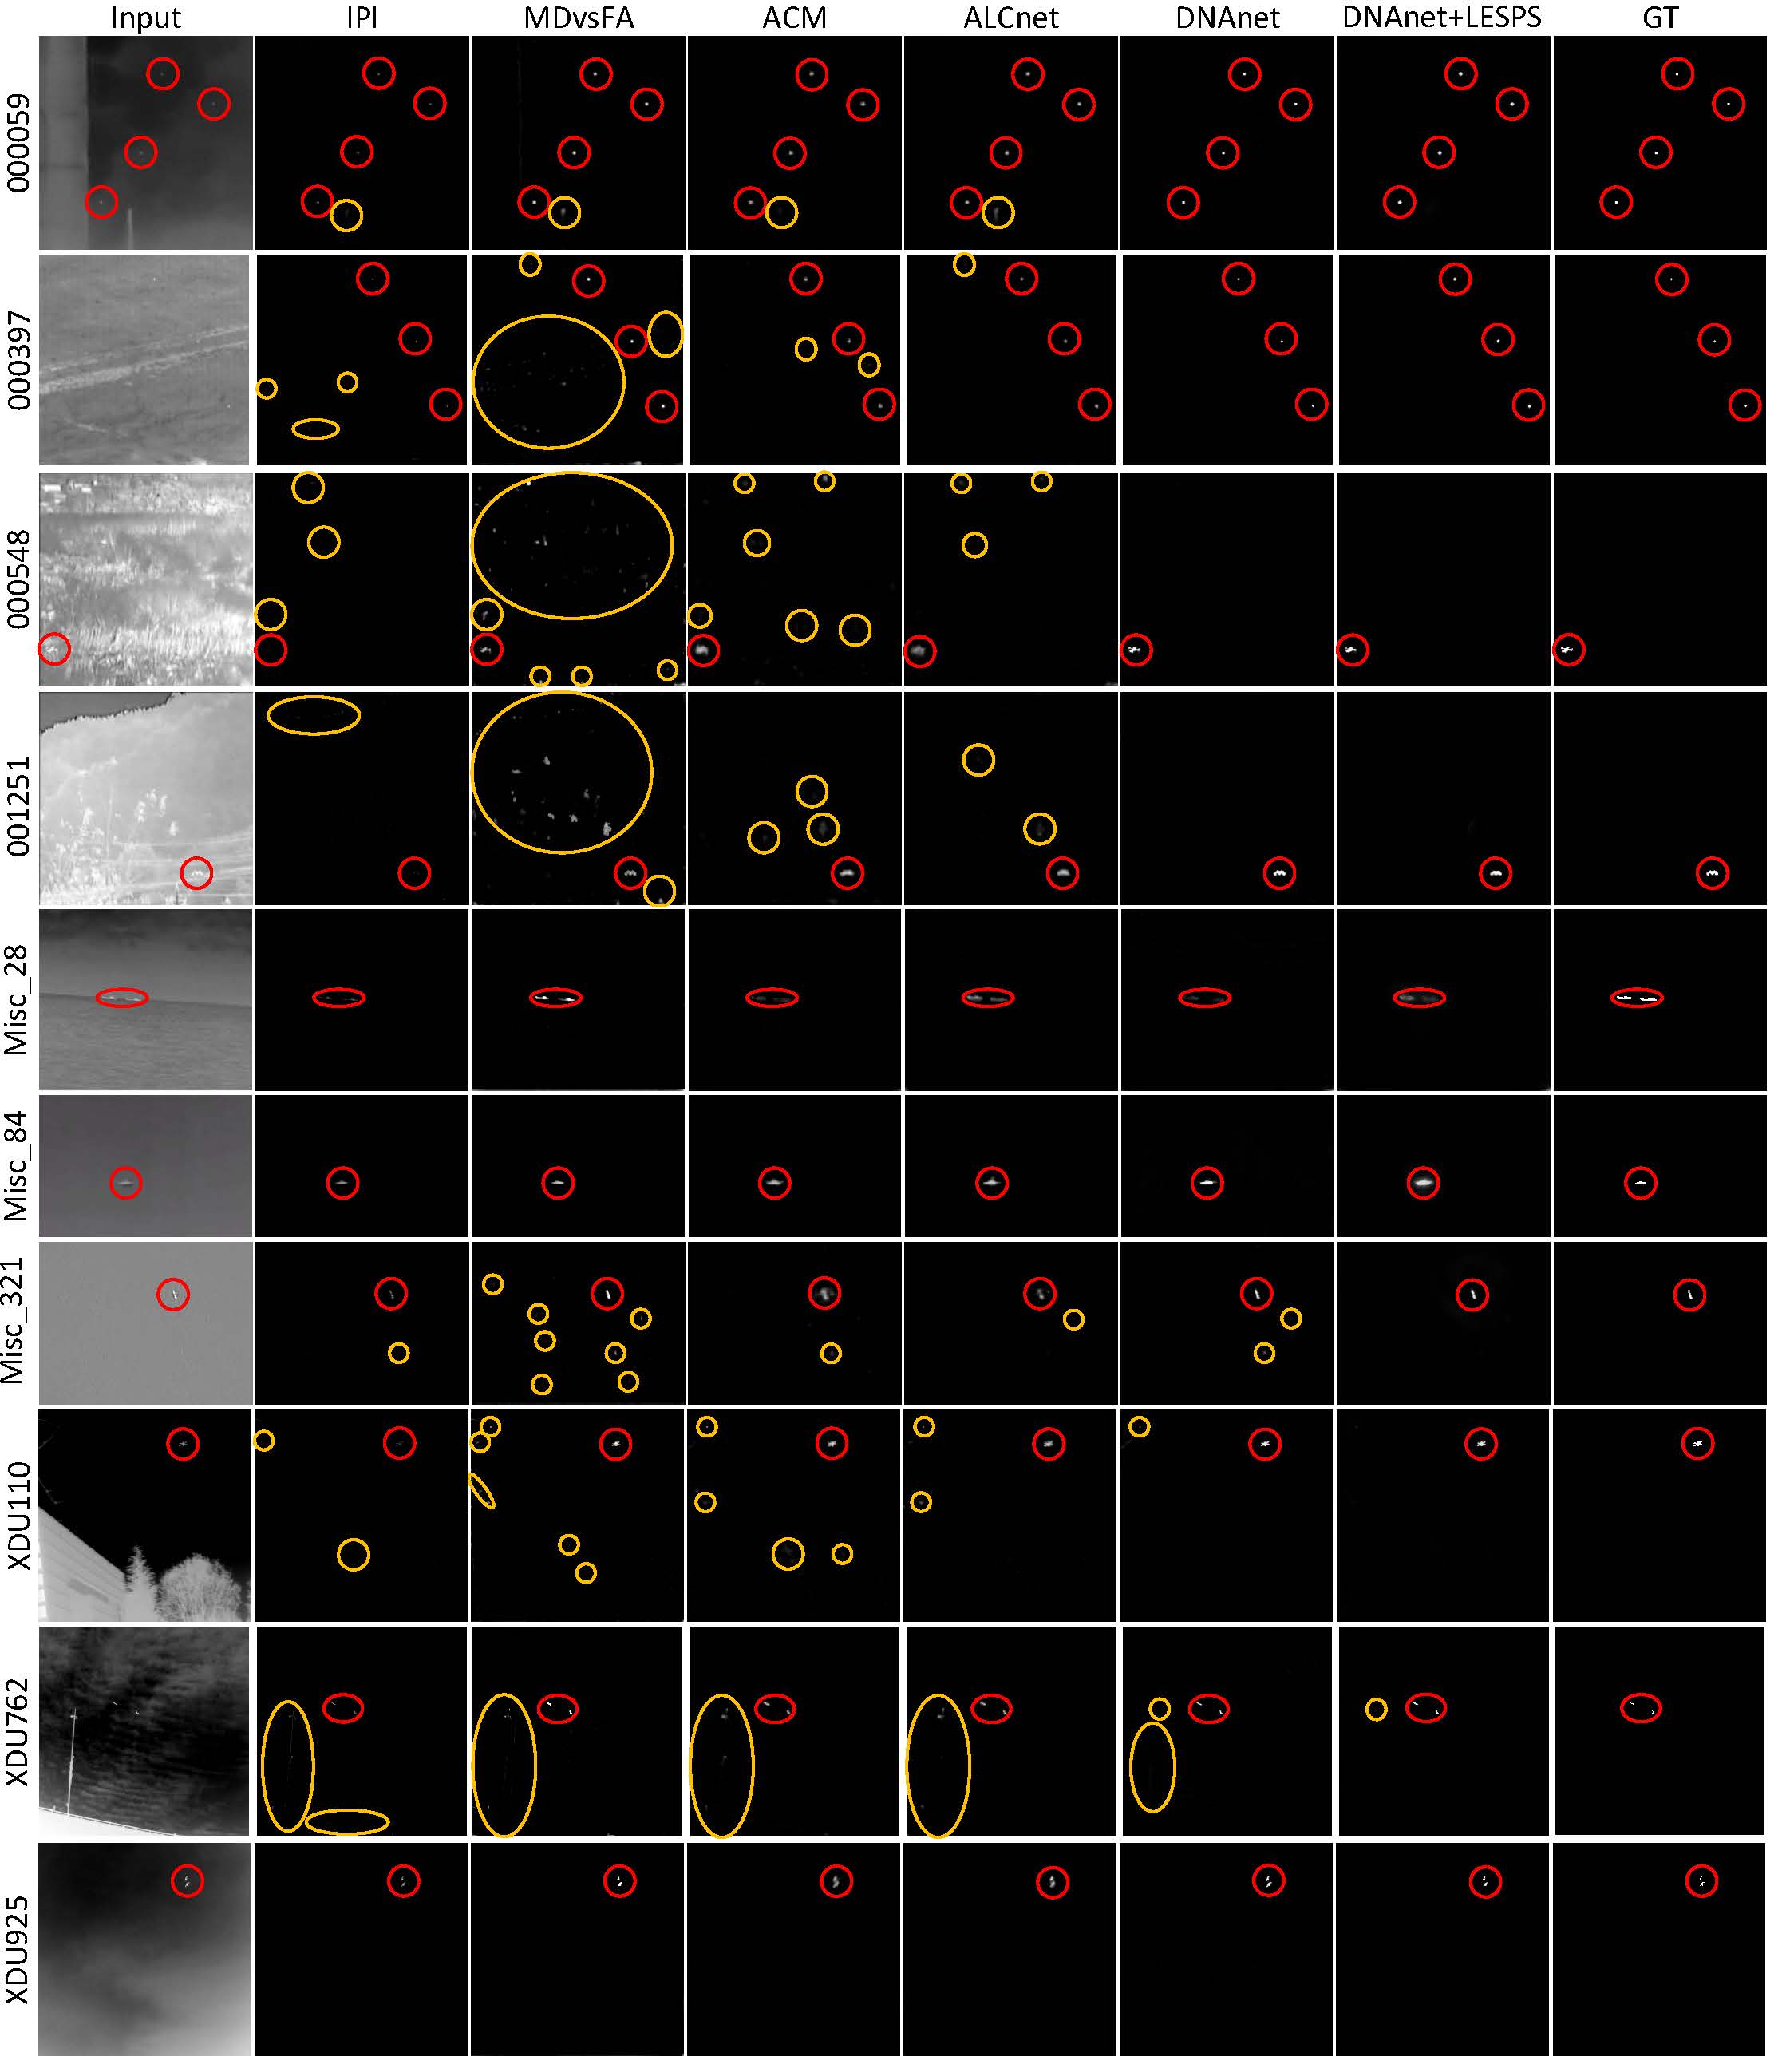 Input IPI MDvsFA ACM ALCnet DNAnet DNAnet+LESPS GT
000059
000397
000548
001251
Misc_28
Misc_84
Misc_321
XDU110
XDU762
XDU925